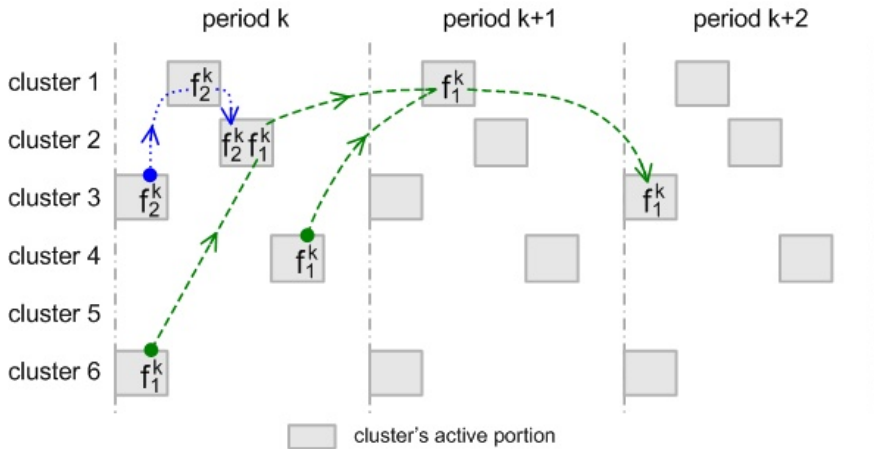 period k period k+1 period k+2
cluster 1 f₂ᵏ f₁ᵏ
cluster 2 f₂ᵏ f₁ᵏ
cluster 3 f₂ᵏ f₁ᵏ
cluster 4 f₁ᵏ
cluster 5
cluster 6 f₁ᵏ
cluster's active portion